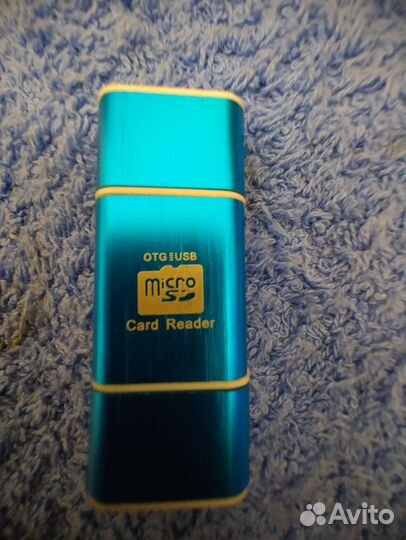 OTG USB
micro
SD
Card Reader
Avito